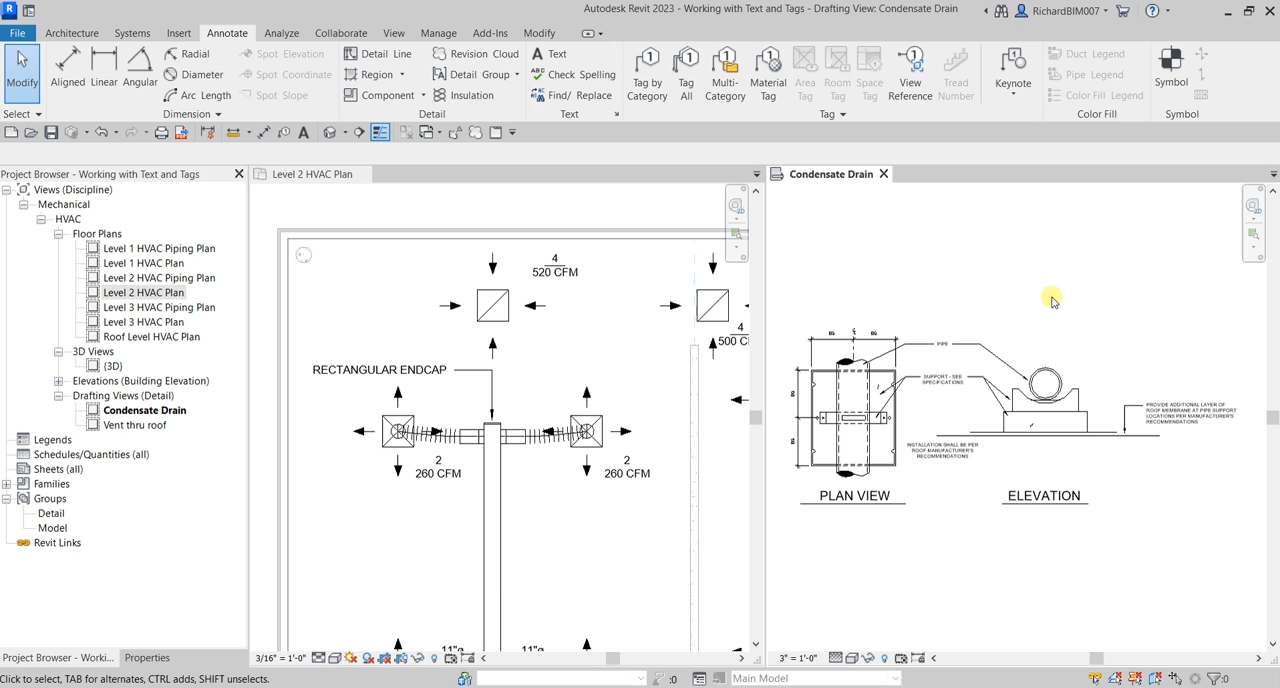 Autodesk Revit 2023 - Working with Text and Tags - Drafting View: Condensate Drain
RichardBIM007
File Architecture Systems Insert Annotate Analyze Collaborate View Manage Add-Ins Modify
Modify
Select
Aligned Linear Angular
Radial
Diameter
Arc Length
Spot Elevation
Spot Coordinate
Spot Slope
Dimension
Detail Line
Region
Component
Revision Cloud
Detail Group
Insulation
Detail
A Text
ABC Check Spelling
Find/ Replace
Text
Tag by Category
Tag All
Multi-Category
Material Tag
Area Tag
Room Tag
Space Tag
View Reference
Tread Number
Tag
Keynote
Duct Legend
Pipe Legend
Color Fill Legend
Color Fill
Symbol
Symbol
Project Browser - Working with Text and Tags
Views (Discipline)
Mechanical
HVAC
Floor Plans
Level 1 HVAC Piping Plan
Level 1 HVAC Plan
Level 2 HVAC Piping Plan
Level 2 HVAC Plan
Level 3 HVAC Piping Plan
Level 3 HVAC Plan
Roof Level HVAC Plan
3D Views
{3D}
Elevations (Building Elevation)
Drafting Views (Detail)
Condensate Drain
Vent thru roof
Legends
Schedules/Quantities (all)
Sheets (all)
Families
Groups
Detail
Model
Revit Links
Project Browser - Worki...
Properties
Level 2 HVAC Plan
4
520 CFM
4
500 C
RECTANGULAR ENDCAP
2
260 CFM
2
260 CFM
11"ø
11"ø
3/16" = 1'-0"
Condensate Drain
PIPE
SUPPORT - SEE
SPECIFICATIONS
INSTALLATION SHALL BE PER
ROOF MANUFACTURER'S
RECOMMENDATIONS
PROVIDE ADDITIONAL LAYER OF
ROOF MEMBRANE AT PIPE SUPPORT
LOCATIONS PER MANUFACTURER'S
RECOMMENDATIONS
PLAN VIEW
ELEVATION
3" = 1'-0"
Click to select, TAB for alternates, CTRL adds, SHIFT unselects.
:0
Main Model
:0